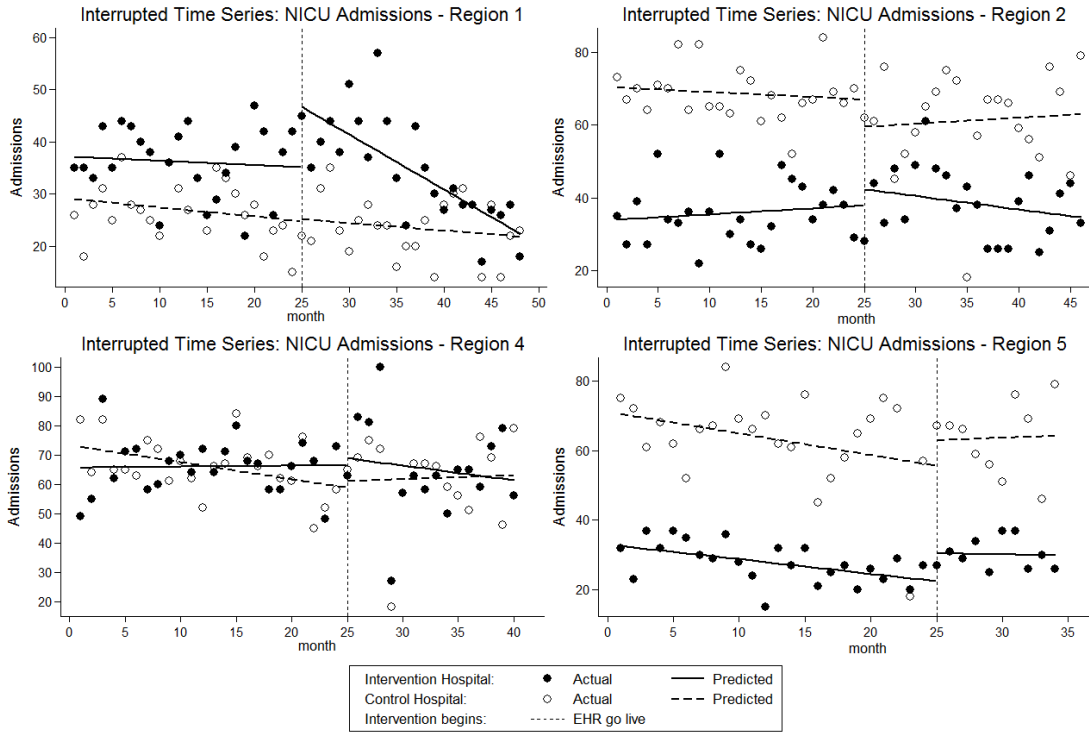 Interrupted Time Series: NICU Admissions - Region 1
Admissions
60
50
40
30
20
0 5 10 15 20 25 30 35 40 45 50
month
Interrupted Time Series: NICU Admissions - Region 2
Admissions
80
60
40
20
0 5 10 15 20 25 30 35 40 45
month
Interrupted Time Series: NICU Admissions - Region 4
Admissions
100
90
80
70
60
50
40
30
20
0 5 10 15 20 25 30 35 40
month
Interrupted Time Series: NICU Admissions - Region 5
Admissions
80
60
40
20
0 5 10 15 20 25 30 35
month
Intervention Hospital: Actual Predicted
Control Hospital: Actual Predicted
Intervention begins: EHR go live